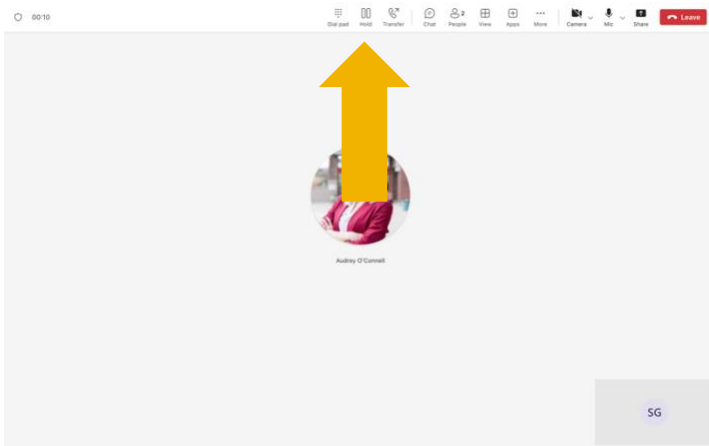 00:10 Dial pad Hold Transfer Chat People 2 View Apps More Camera Mic Share Leave
Audrey O'Connell
SG